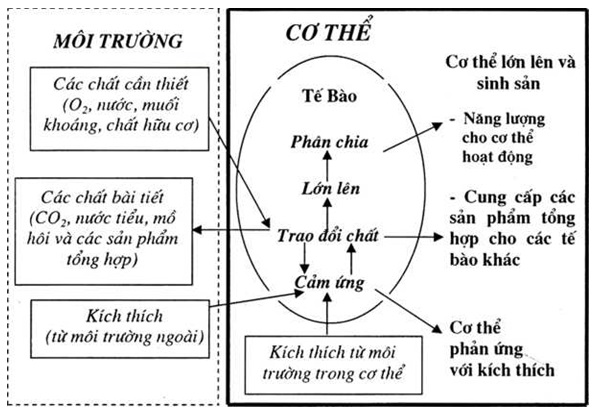 MÔI TRƯỜNG
Các chất cần thiết
(O2, nước, muối
khoáng, chất hữu cơ)
Các chất bài tiết
(CO2, nước tiểu, mồ
hôi và các sản phẩm
tổng hợp)
Kích thích
(từ môi trường ngoài)
CƠ THỂ
Tế Bào
Phân chia
Lớn lên
Trao đổi chất
Cảm ứng
Kích thích từ môi
trường trong cơ thể
Cơ thể lớn lên và
sinh sản
- Năng lượng
cho cơ thể
hoạt động
- Cung cấp các
sản phẩm tổng
hợp cho các tế
bào khác
Cơ thể
phản ứng
với kích thích